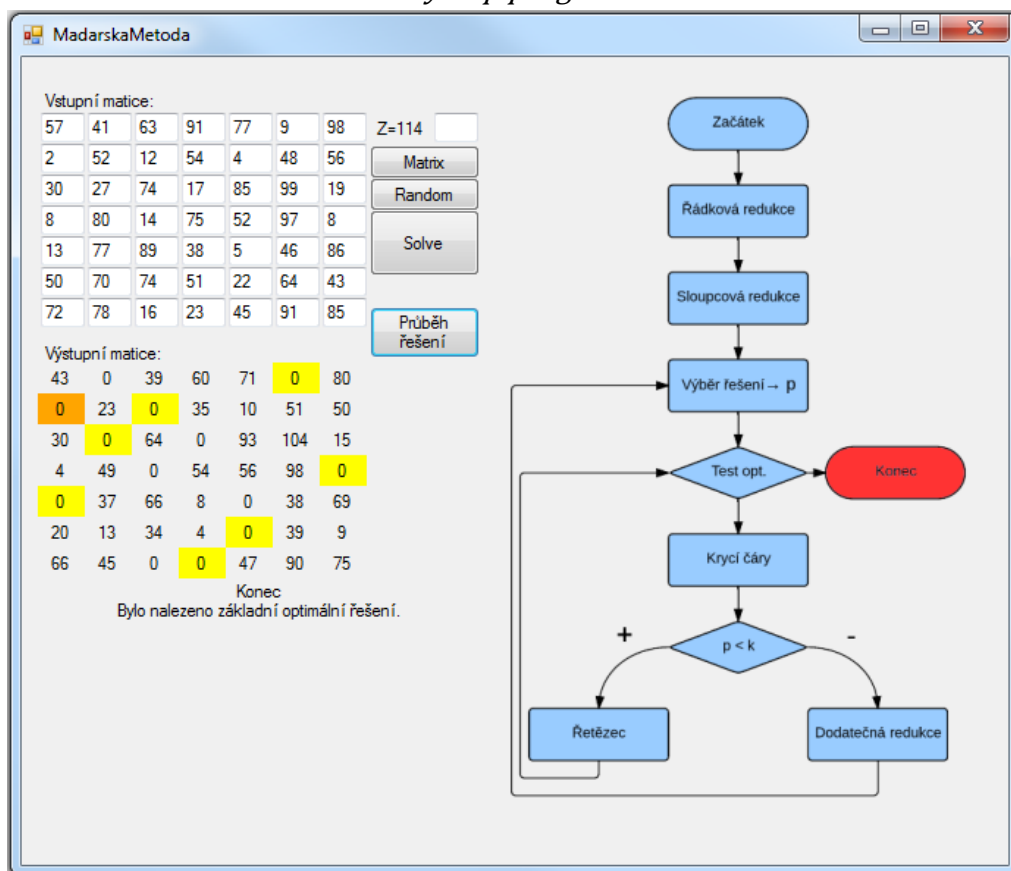 MadarskaMetoda
Vstupní matice:
57 41 63 91 77 9 98 Z=114
2 52 12 54 4 48 56 Matrix
30 27 74 17 85 99 19 Random
8 80 14 75 52 97 8
13 77 89 38 5 46 86 Solve
50 70 74 51 22 64 43
72 78 16 23 45 91 85
Průběh
řešení
Výstupní matice:
43 0 39 60 71 0 80
0 23 0 35 10 51 50
30 0 64 0 93 104 15
4 49 0 54 56 98 0
0 37 66 8 0 38 69
20 13 34 4 0 39 9
66 45 0 0 47 90 75
Konec
Bylo nalezeno základní optimální řešení.
Začátek
Řádková redukce
Sloupcová redukce
Výběr řešení→ p
Test opt.
Konec
Krycí čáry
+
p < k
-
Řetězec
Dodatečná redukce